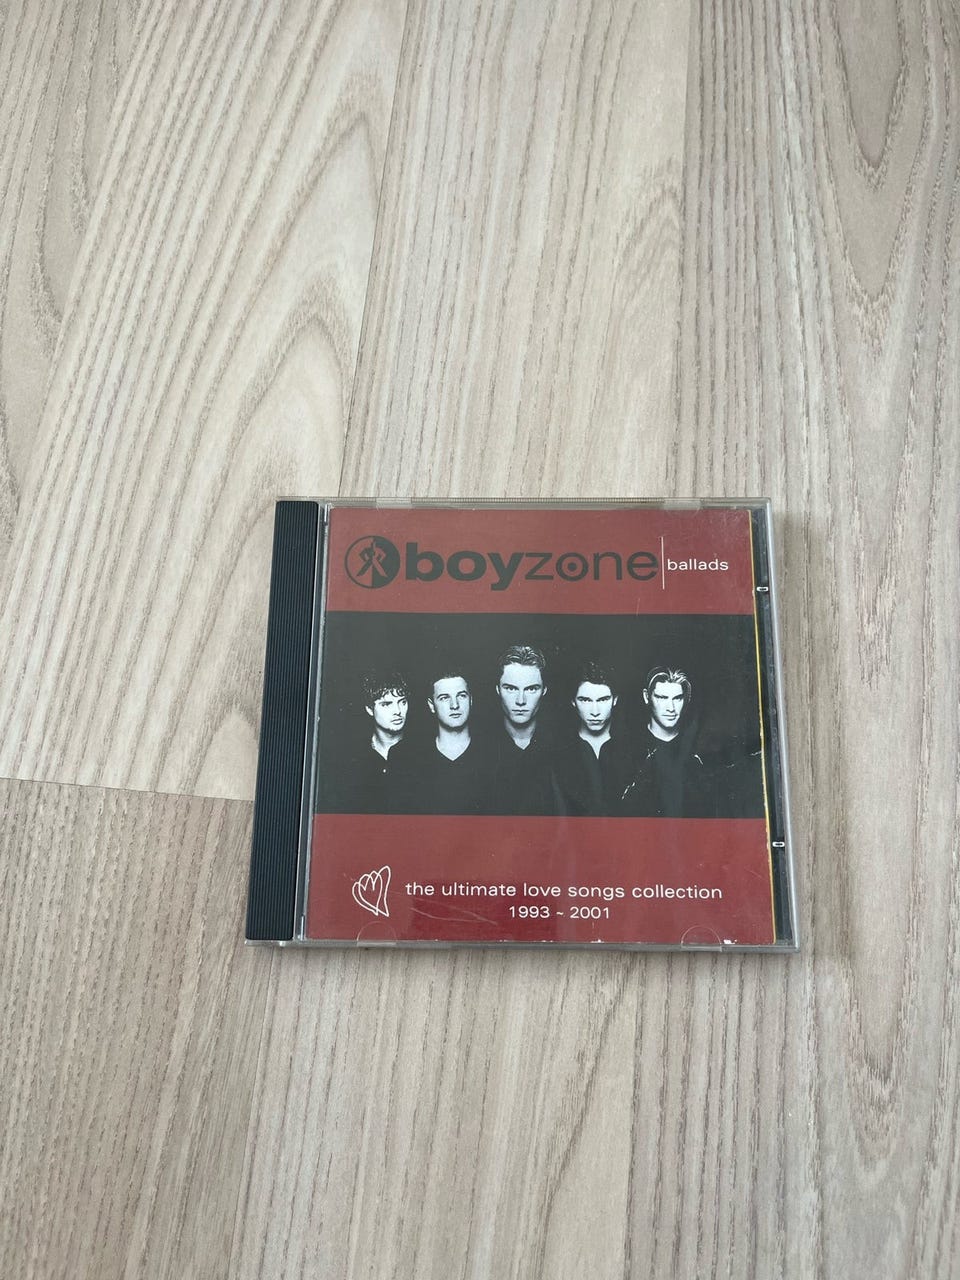 boyzone ballads
the ultimate love songs collection
1993 ~ 2001